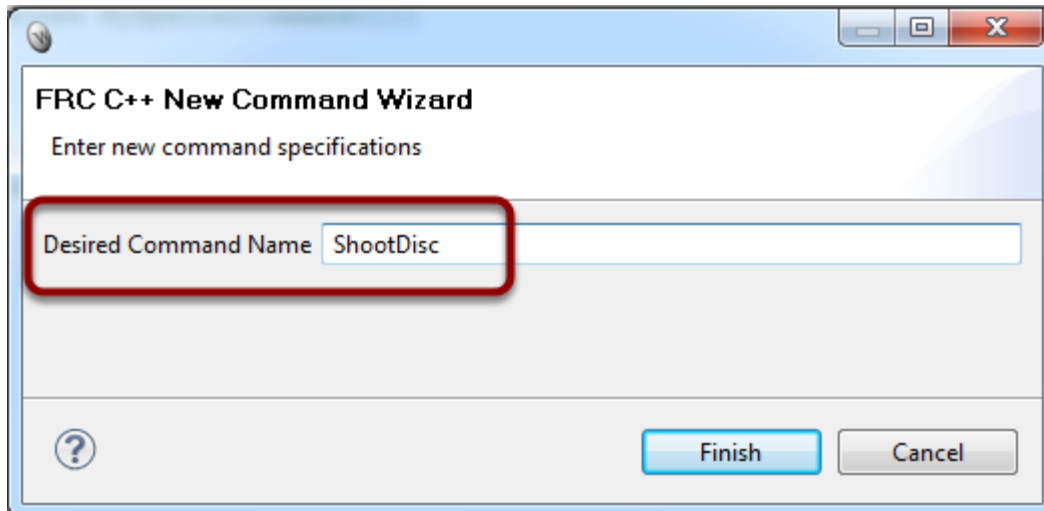 FRC C++ New Command Wizard
Enter new command specifications
Desired Command Name ShootDisc
Finish Cancel